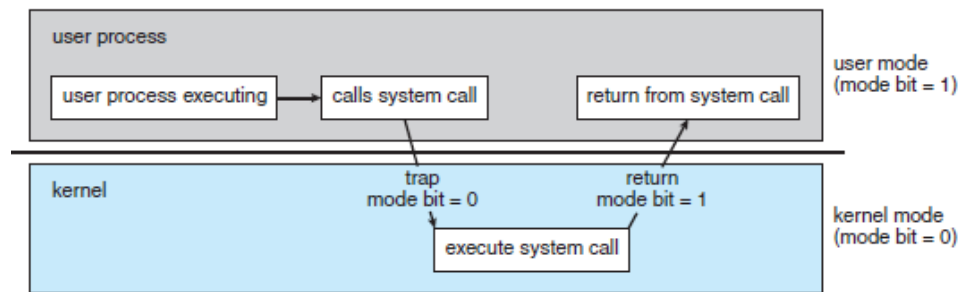 user process
user process executing
calls system call
return from system call
user mode
(mode bit = 1)
kernel
trap
mode bit = 0
return
mode bit = 1
execute system call
kernel mode
(mode bit = 0)